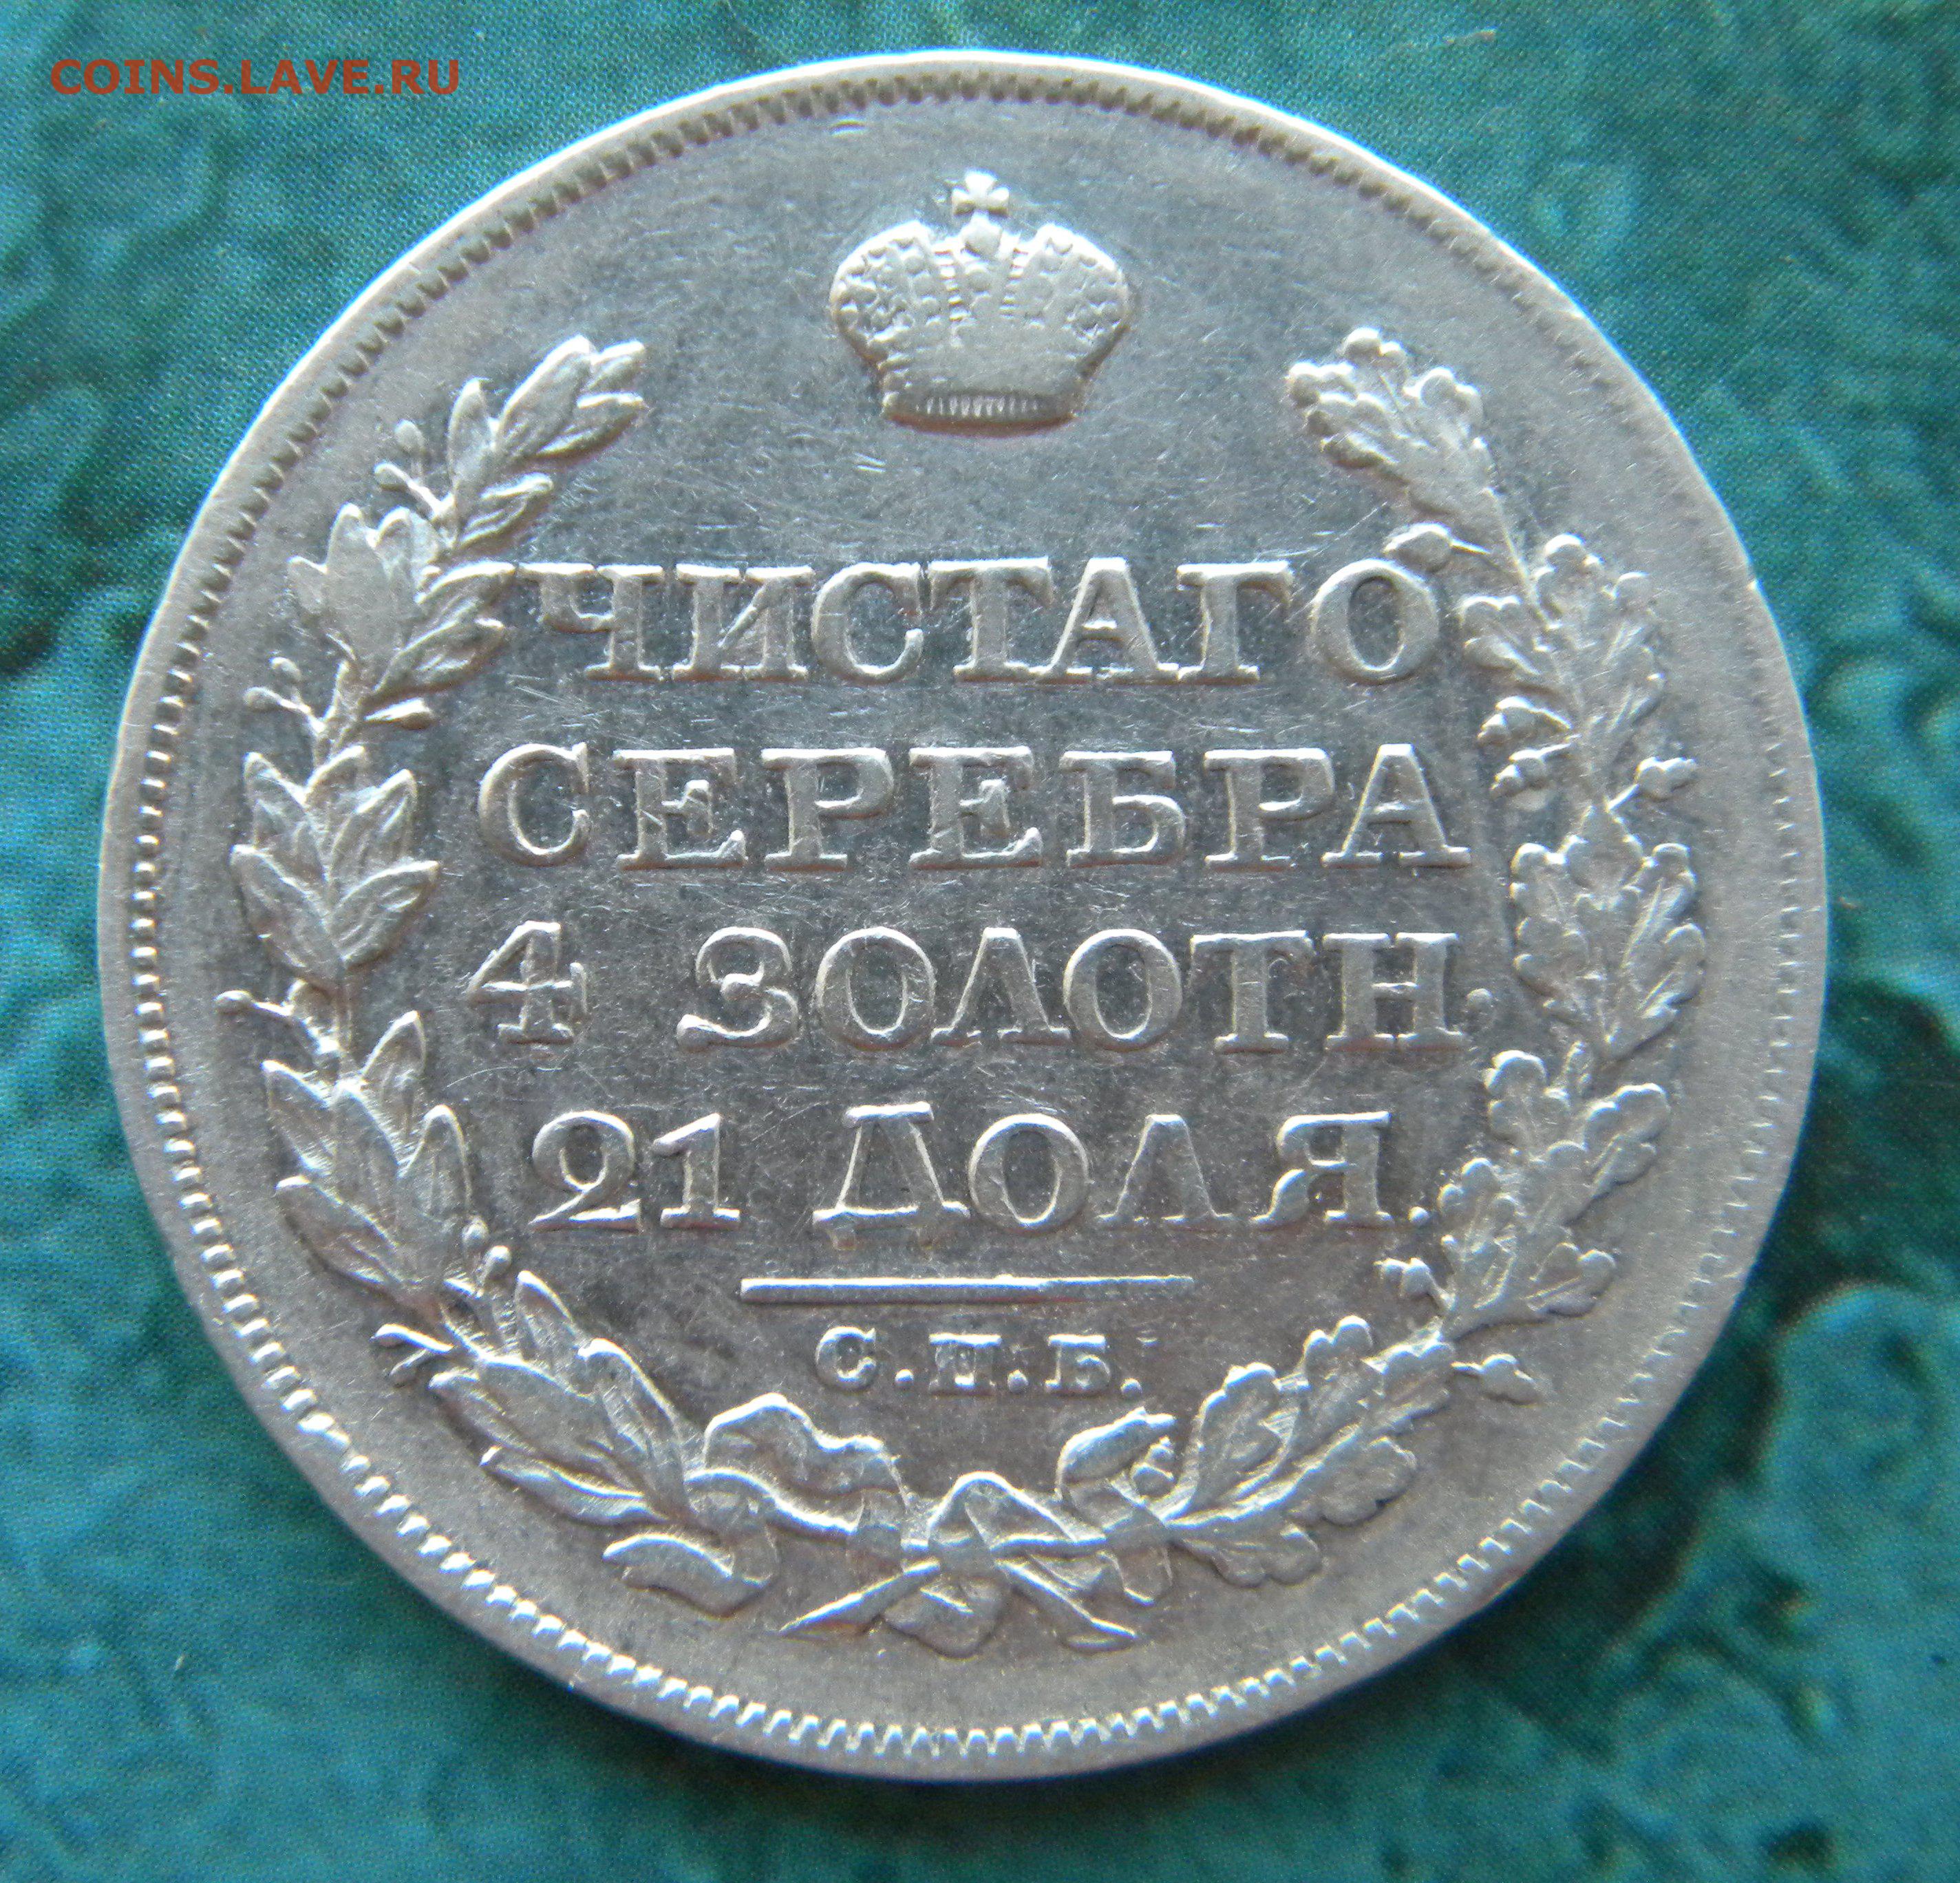 COINS.LAVE.RU
ЧИСТАГО
СЕРЕБРА
4 ЗОЛОТН.
21 ДОЛЯ.
С.П.Б.